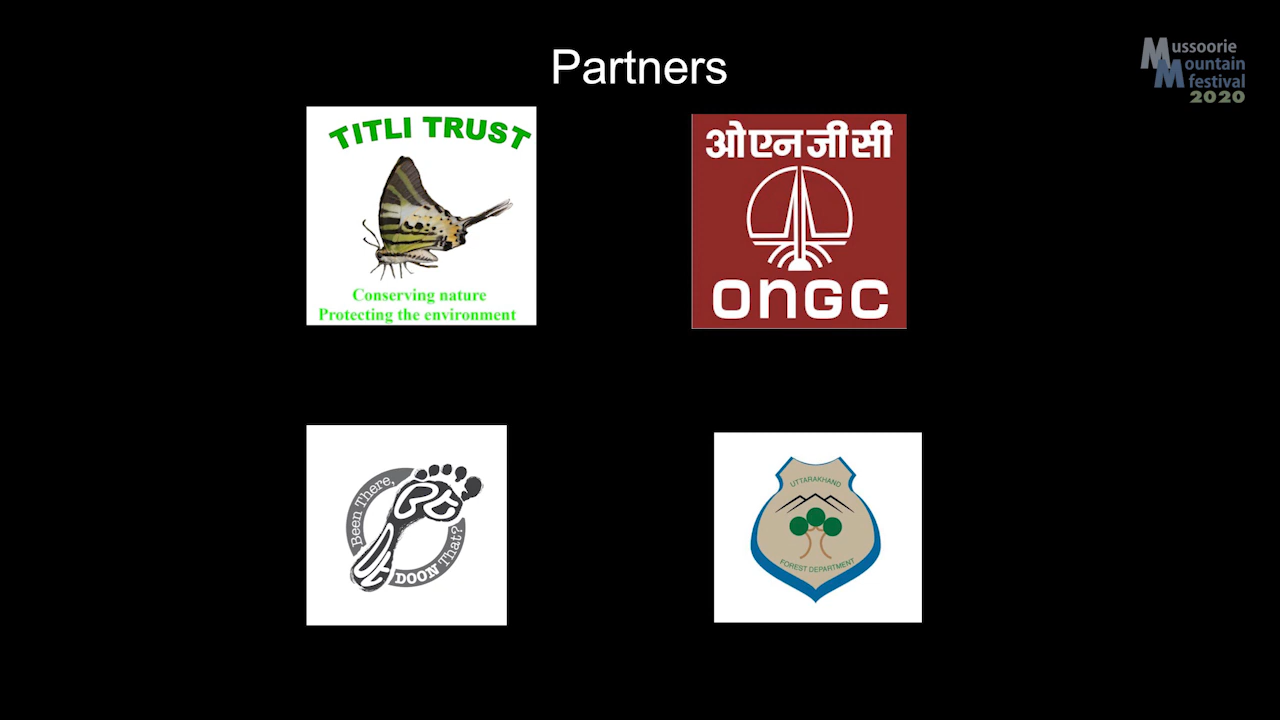 Partners
Mussoorie
Mountain
festival
2020
TITLI TRUST
Conserving nature
Protecting the environment
ओएनजीसी
ONGC
Been There,
DOON That?
UTTARAKHAND
FOREST DEPARTMENT